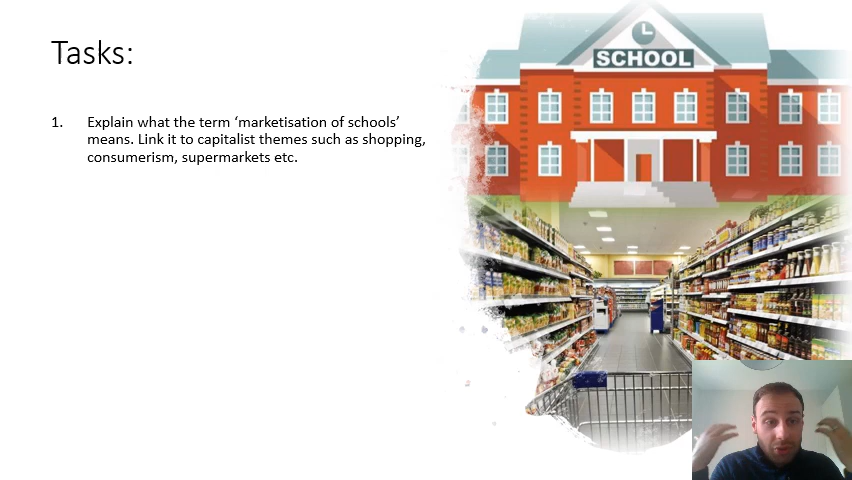 Tasks:
SCHOOL
1. Explain what the term ‘marketisation of schools’
means. Link it to capitalist themes such as shopping,
consumerism, supermarkets etc.